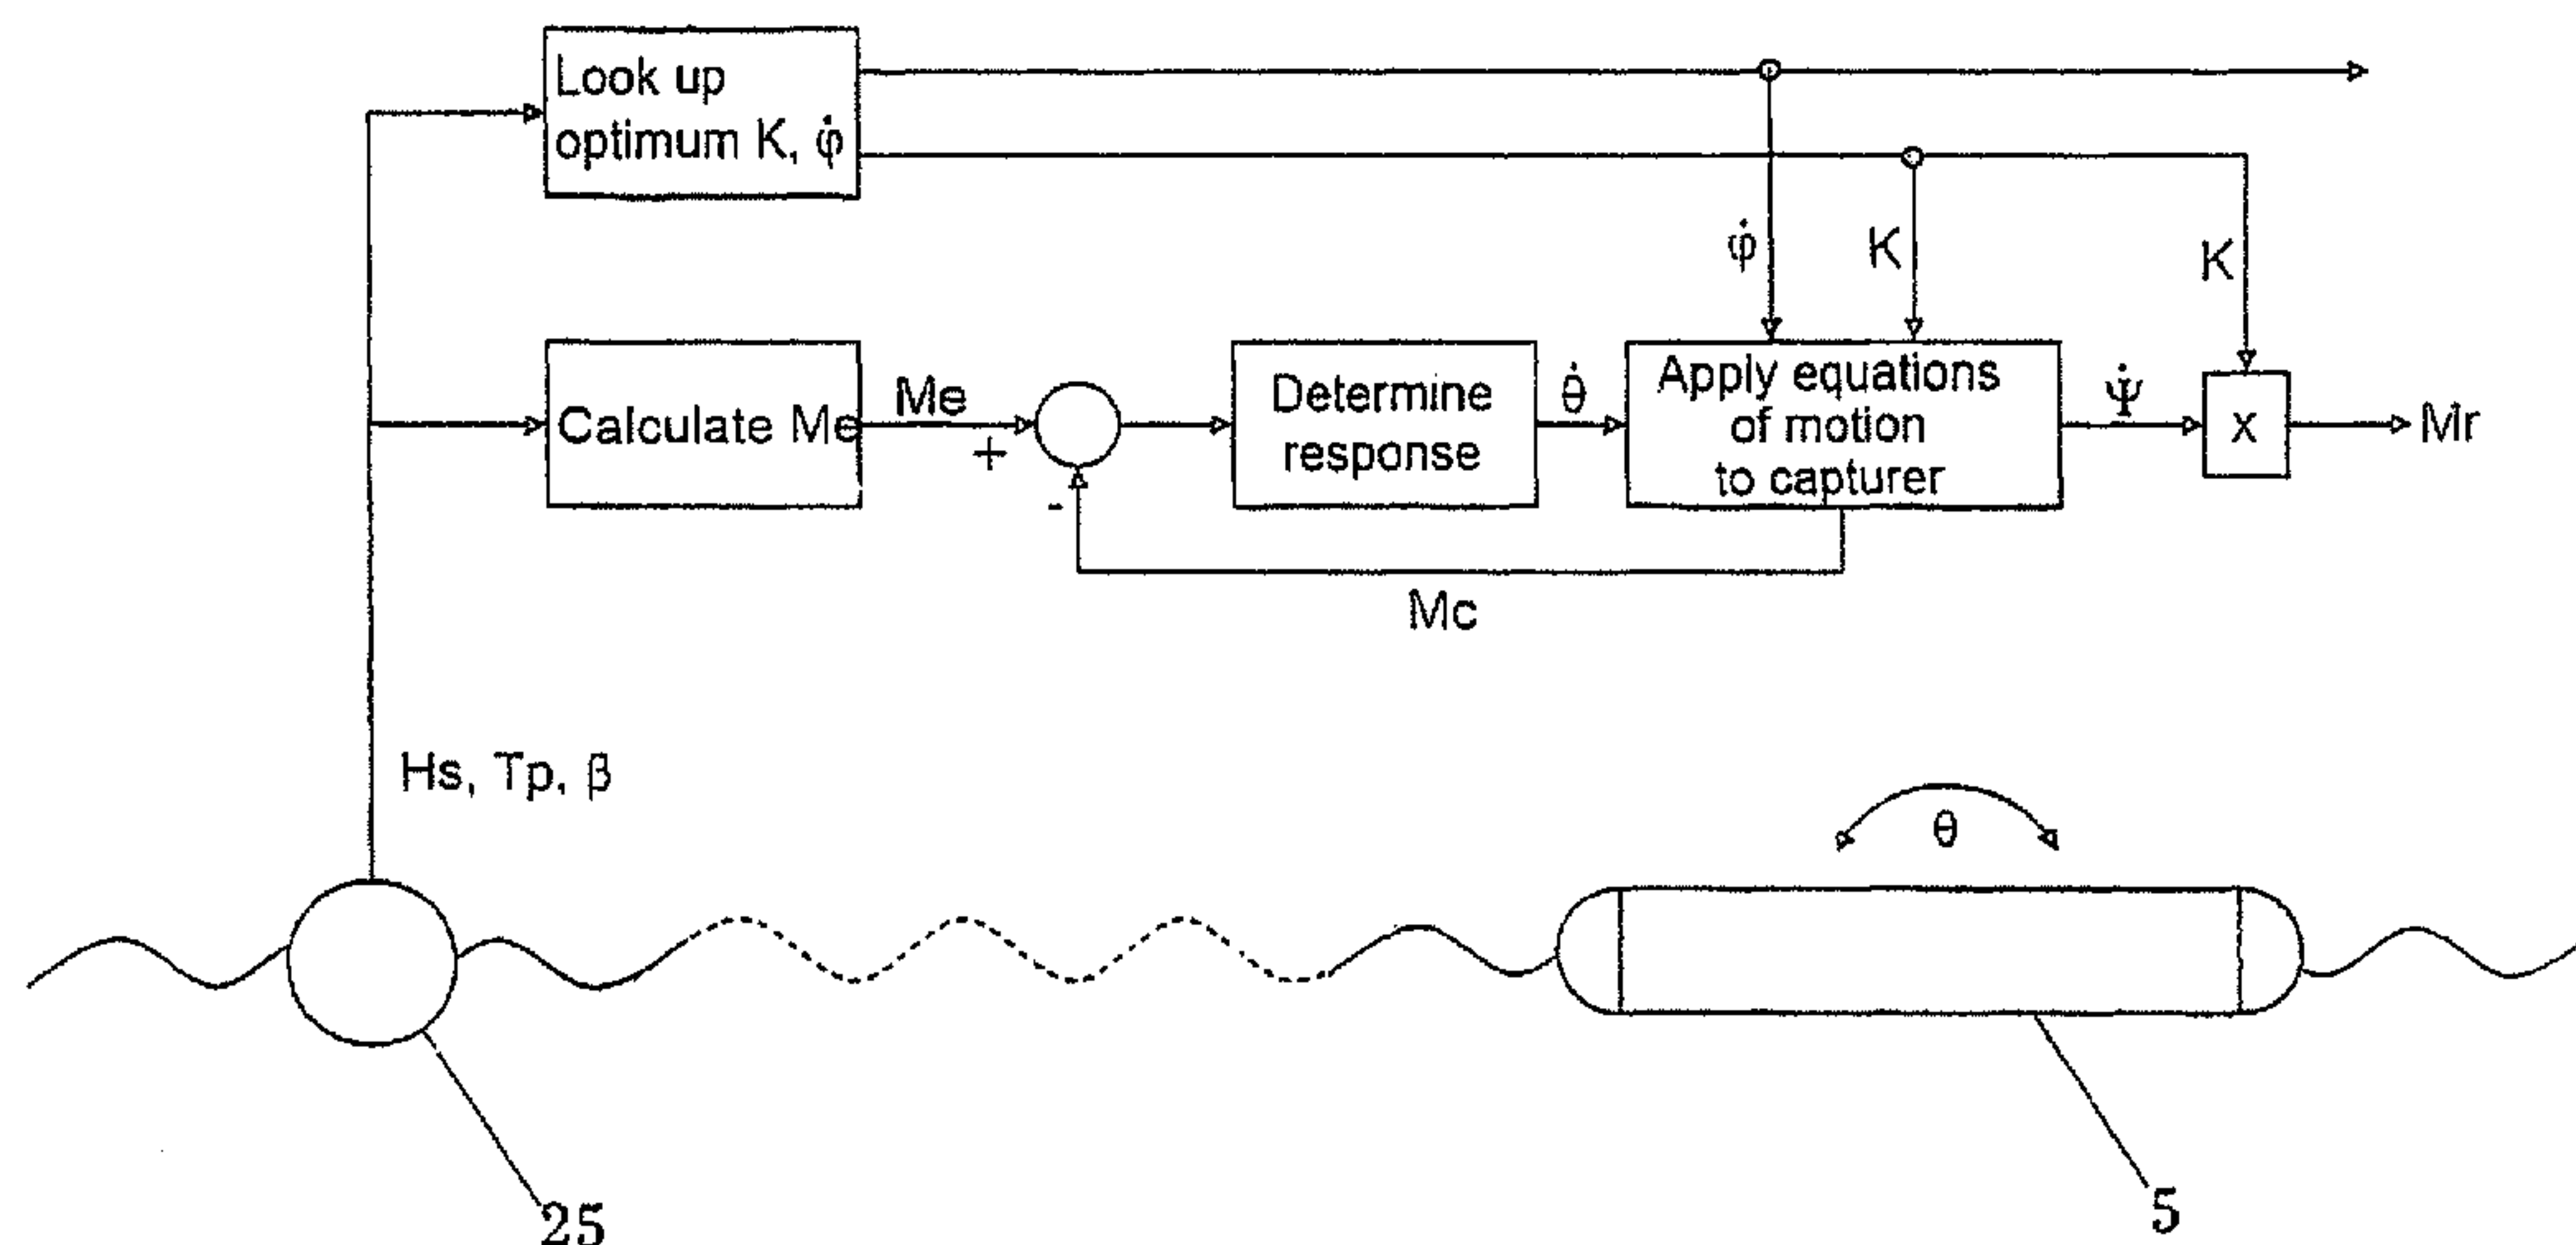 Look up
optimum K, φ̇
φ̇
K
K
Calculate Me
Me
+
-
Determine
response
θ̇
Apply equations
of motion
to capturer
Ψ̇
x
Mr
Mc
Hs, Tp, β
θ
25
5